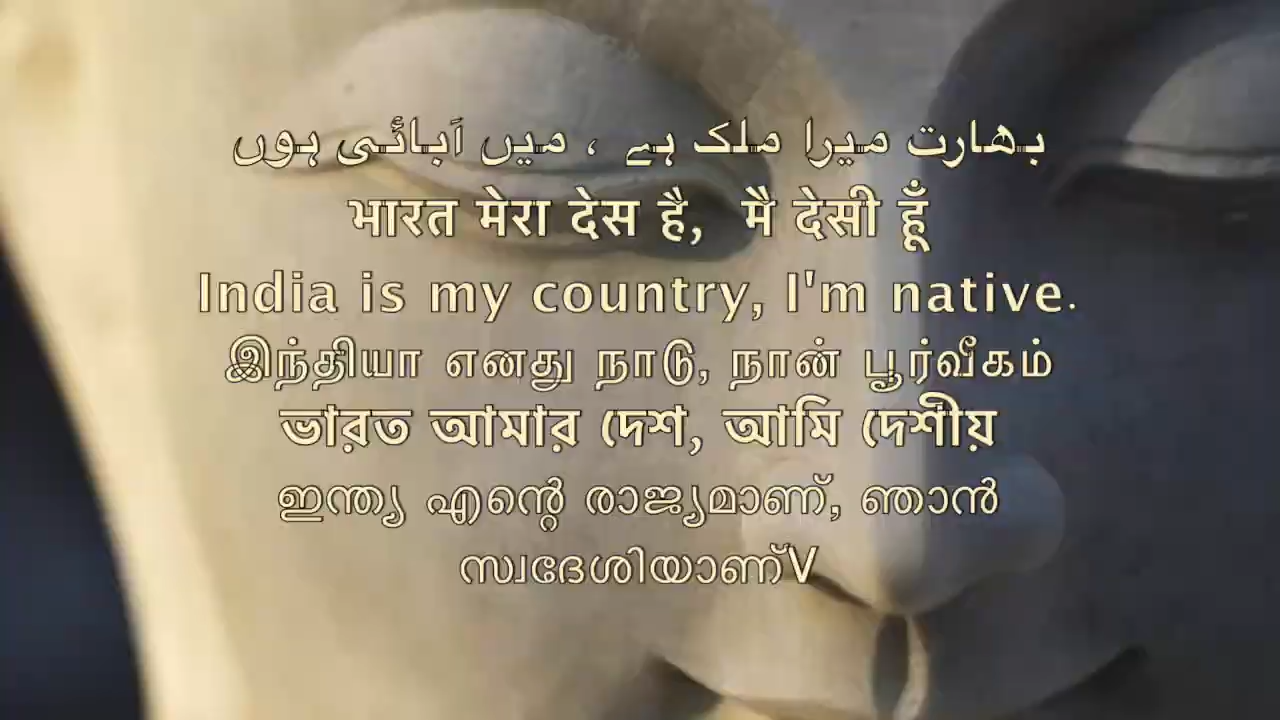 بھارت میرا ملک ہے ، میں اَبائی ہوں
भारत मेरा देस है, मै देसी हूँ
India is my country, I'm native.
இந்தியா எனது நாடு, நான் பூர்வீகம்
ভারত আমার দেশ, আমি দেশীয়
ഇന്ത്യ എന്റെ രാജ്യമാണ്, ഞാൻ
സ്വദേശിയാണ്V